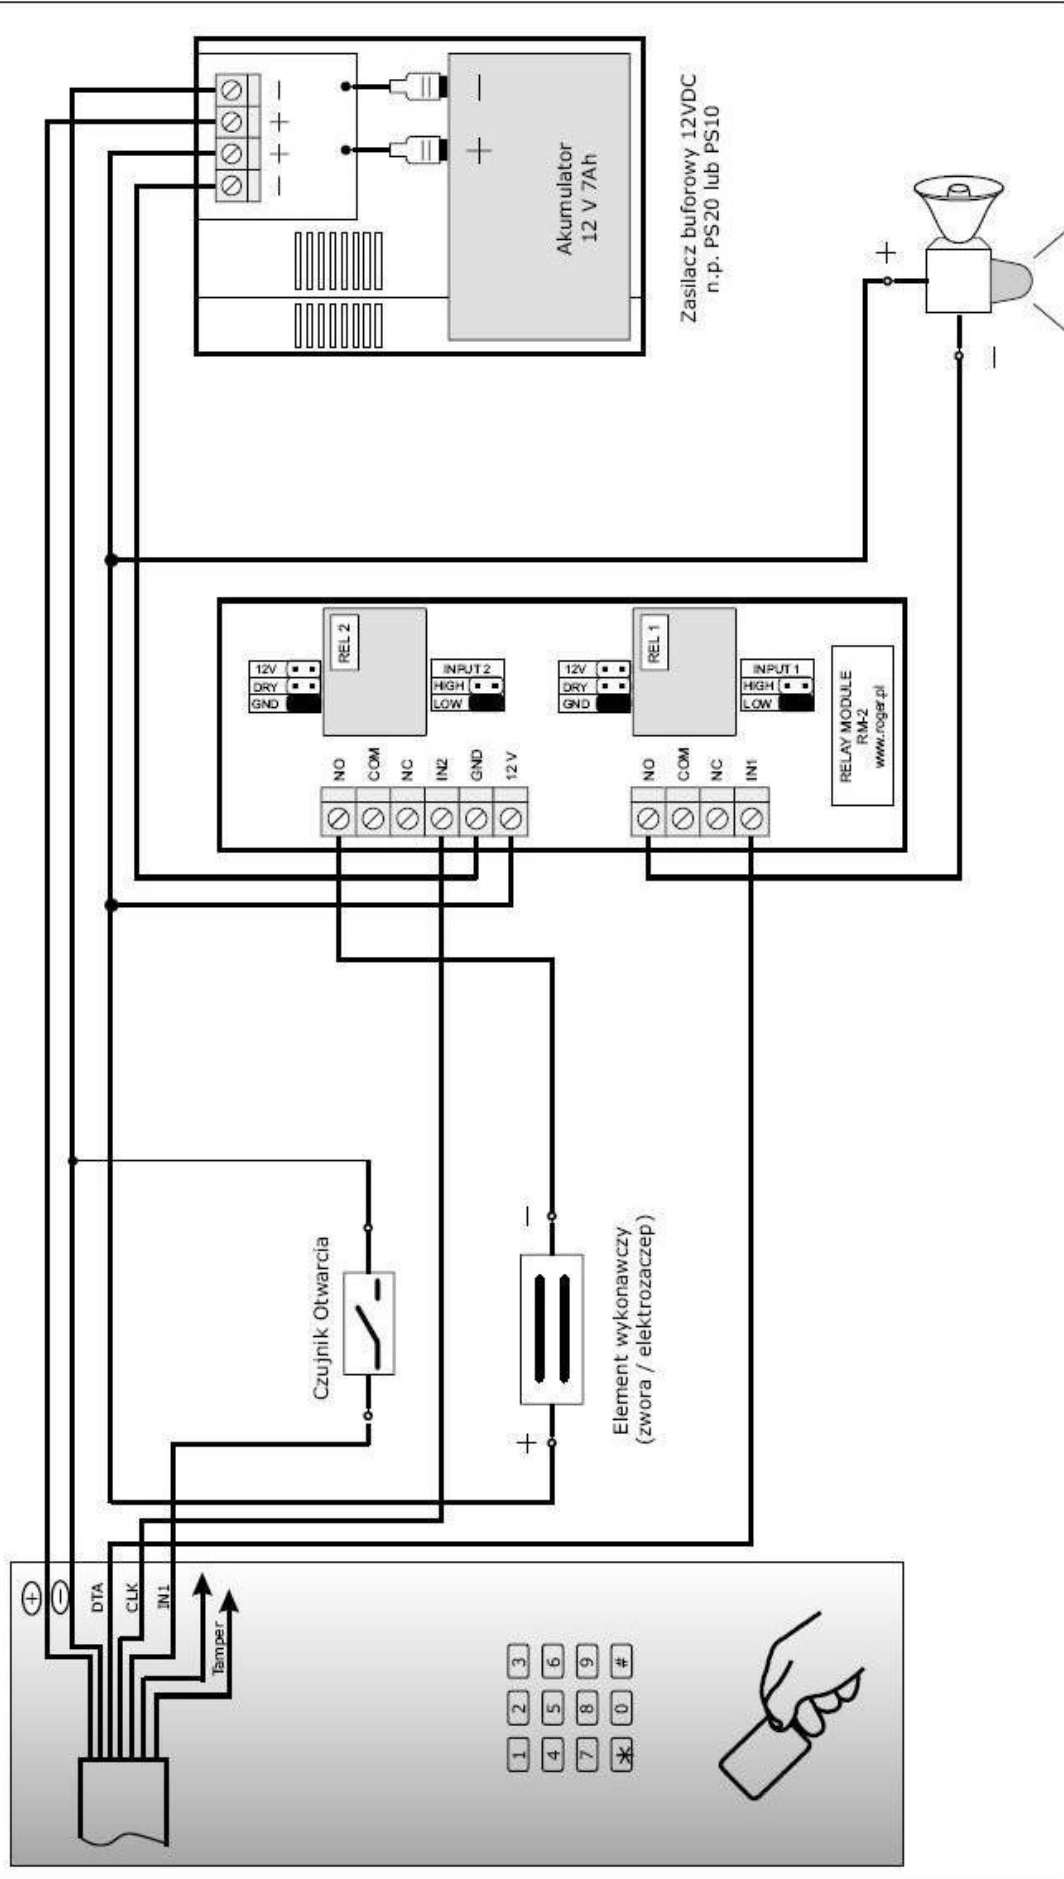 Akumulator
12 V 7Ah
− + + −
− +
Zasilacz buforowy 12VDC
n.p. PS20 lub PS10
+
−
REL 2
12V
DRY
GND
INPUT 2
HIGH
LOW
NO
COM
NC
IN2
GND
12 V
REL 1
12V
DRY
GND
INPUT 1
HIGH
LOW
NO
COM
NC
IN1
RELAY MODULE
RM-2
www.roger.pl
Czujnik Otwarcia
−
+
Element wykonawczy
(zwora / elektrozaczep)
+
−
DTA
CLK
IN1
Tamper
1 2 3
4 5 6
7 8 9
* 0 #